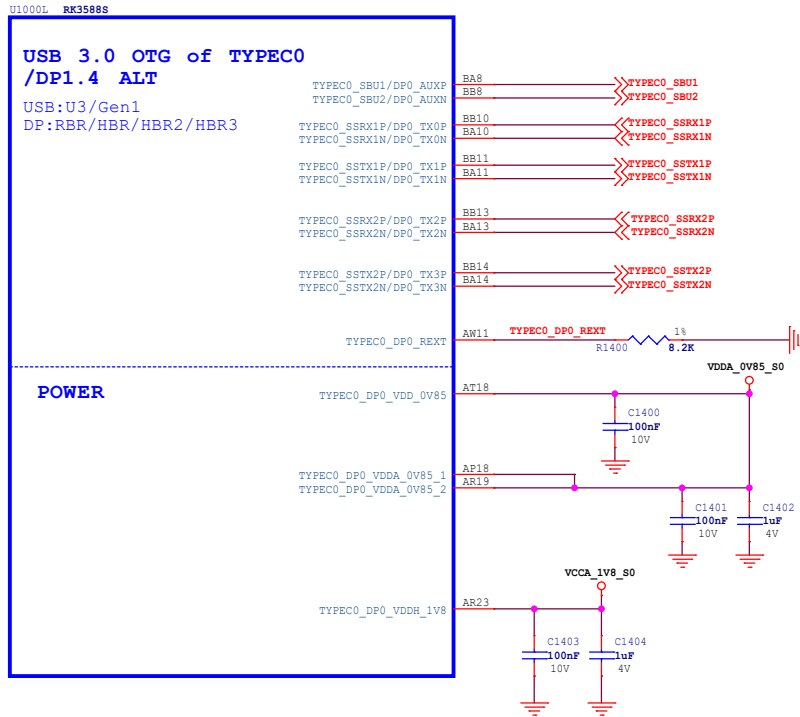 U1000L RK3588S
USB 3.0 OTG of TYPEC0
/DP1.4 ALT
USB:U3/Gen1
DP:RBR/HBR/HBR2/HBR3
TYPEC0_SBU1/DP0_AUXP BA8 TYPEC0_SBU1
TYPEC0_SBU2/DP0_AUXN BB8 TYPEC0_SBU2
TYPEC0_SSRX1P/DP0_TX0P BB10 TYPEC0_SSRX1P
TYPEC0_SSRX1N/DP0_TX0N BA10 TYPEC0_SSRX1N
TYPEC0_SSTX1P/DP0_TX1P BB11 TYPEC0_SSTX1P
TYPEC0_SSTX1N/DP0_TX1N BA11 TYPEC0_SSTX1N
TYPEC0_SSRX2P/DP0_TX2P BB13 TYPEC0_SSRX2P
TYPEC0_SSRX2N/DP0_TX2N BA13 TYPEC0_SSRX2N
TYPEC0_SSTX2P/DP0_TX3P BB14 TYPEC0_SSTX2P
TYPEC0_SSTX2N/DP0_TX3N BA14 TYPEC0_SSTX2N
TYPEC0_DP0_REXT AW11 TYPEC0_DP0_REXT 1%
R1400 8.2K
VDDA_0V85_S0
POWER
TYPEC0_DP0_VDD_0V85 AT18
C1400
100nF
10V
TYPEC0_DP0_VDDA_0V85_1 AP18
TYPEC0_DP0_VDDA_0V85_2 AR19
C1401 C1402
100nF 1uF
10V 4V
VCCA_1V8_S0
TYPEC0_DP0_VDDH_1V8 AR23
C1403 C1404
100nF 1uF
10V 4V